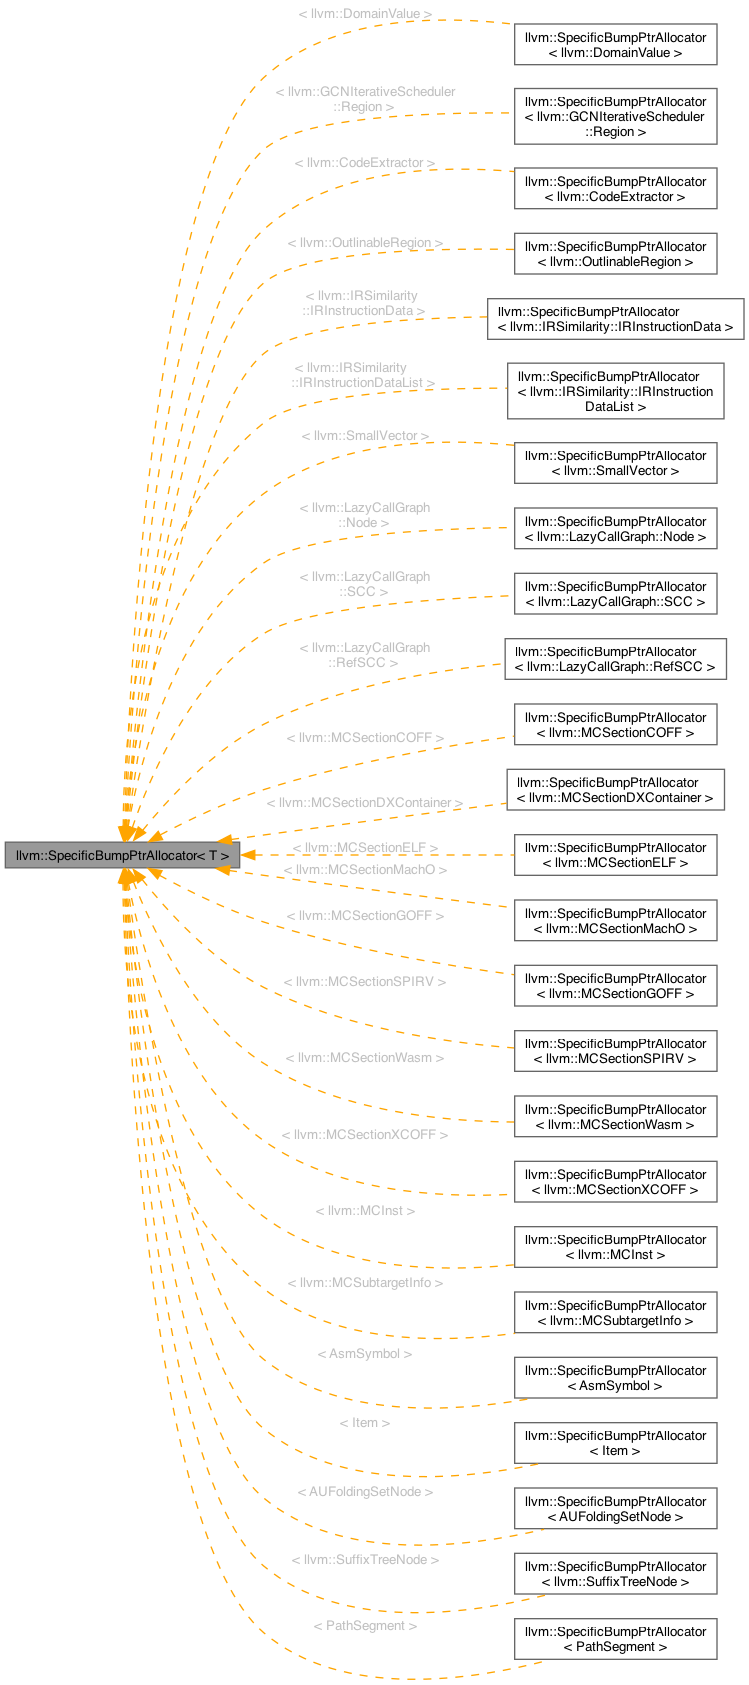 < llvm::DomainValue >
llvm::SpecificBumpPtrAllocator
< llvm::DomainValue >
< llvm::GCNIterativeScheduler
::Region >
llvm::SpecificBumpPtrAllocator
< llvm::GCNIterativeScheduler
::Region >
< llvm::CodeExtractor >
llvm::SpecificBumpPtrAllocator
< llvm::CodeExtractor >
< llvm::OutlinableRegion >
llvm::SpecificBumpPtrAllocator
< llvm::OutlinableRegion >
< llvm::IRSimilarity
::IRInstructionData >
llvm::SpecificBumpPtrAllocator
< llvm::IRSimilarity::IRInstructionData >
< llvm::IRSimilarity
::IRInstructionDataList >
llvm::SpecificBumpPtrAllocator
< llvm::IRSimilarity::IRInstruction
DataList >
< llvm::SmallVector >
llvm::SpecificBumpPtrAllocator
< llvm::SmallVector >
< llvm::LazyCallGraph
::Node >
llvm::SpecificBumpPtrAllocator
< llvm::LazyCallGraph::Node >
< llvm::LazyCallGraph
::SCC >
llvm::SpecificBumpPtrAllocator
< llvm::LazyCallGraph::SCC >
< llvm::LazyCallGraph
::RefSCC >
llvm::SpecificBumpPtrAllocator
< llvm::LazyCallGraph::RefSCC >
< llvm::MCSectionCOFF >
llvm::SpecificBumpPtrAllocator
< llvm::MCSectionCOFF >
< llvm::MCSectionDXContainer >
llvm::SpecificBumpPtrAllocator
< llvm::MCSectionDXContainer >
llvm::SpecificBumpPtrAllocator< T >
< llvm::MCSectionELF >
llvm::SpecificBumpPtrAllocator
< llvm::MCSectionELF >
< llvm::MCSectionMachO >
llvm::SpecificBumpPtrAllocator
< llvm::MCSectionMachO >
< llvm::MCSectionGOFF >
llvm::SpecificBumpPtrAllocator
< llvm::MCSectionGOFF >
< llvm::MCSectionSPIRV >
llvm::SpecificBumpPtrAllocator
< llvm::MCSectionSPIRV >
< llvm::MCSectionWasm >
llvm::SpecificBumpPtrAllocator
< llvm::MCSectionWasm >
< llvm::MCSectionXCOFF >
llvm::SpecificBumpPtrAllocator
< llvm::MCSectionXCOFF >
< llvm::MCInst >
llvm::SpecificBumpPtrAllocator
< llvm::MCInst >
< llvm::MCSubtargetInfo >
llvm::SpecificBumpPtrAllocator
< llvm::MCSubtargetInfo >
< AsmSymbol >
llvm::SpecificBumpPtrAllocator
< AsmSymbol >
< Item >
llvm::SpecificBumpPtrAllocator
< Item >
< AUFoldingSetNode >
llvm::SpecificBumpPtrAllocator
< AUFoldingSetNode >
< llvm::SuffixTreeNode >
llvm::SpecificBumpPtrAllocator
< llvm::SuffixTreeNode >
< PathSegment >
llvm::SpecificBumpPtrAllocator
< PathSegment >